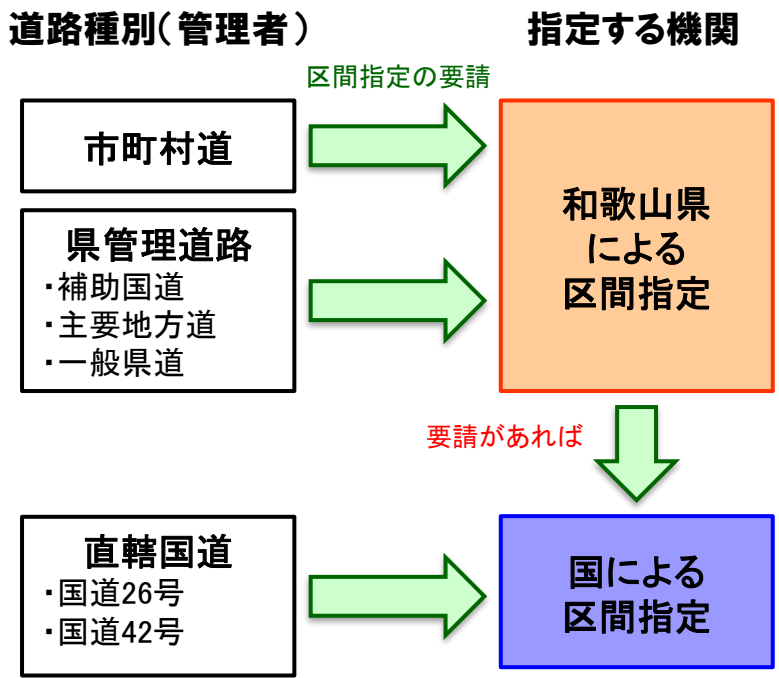 道路種別(管理者)
指定する機関
区間指定の要請
市町村道
県管理道路
・補助国道
・主要地方道
・一般県道
和歌山県
による
区間指定
要請があれば
直轄国道
・国道26号
・国道42号
国による
区間指定